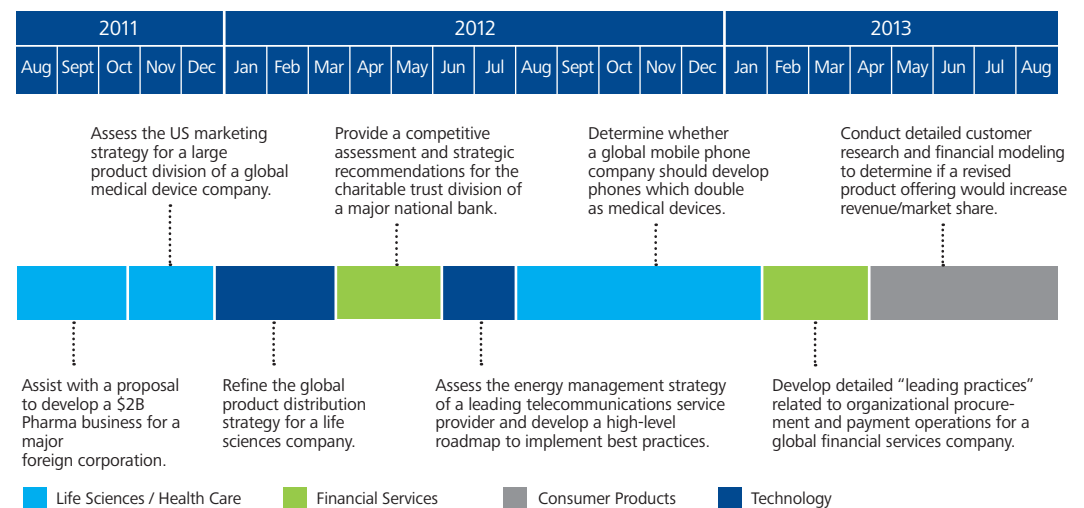 2011 2012 2013
Aug Sept Oct Nov Dec Jan Feb Mar Apr May Jun Jul Aug Sept Oct Nov Dec Jan Feb Mar Apr May Jun Jul Aug
Assess the US marketing
strategy for a large
product division of a global
medical device company.
Provide a competitive
assessment and strategic
recommendations for the
charitable trust division of
a major national bank.
Determine whether
a global mobile phone
company should develop
phones which double
as medical devices.
Conduct detailed customer
research and financial modeling
to determine if a revised
product offering would increase
revenue/market share.
Assist with a proposal
to develop a $2B
Pharma business for a
major
foreign corporation.
Refine the global
product distribution
strategy for a life
sciences company.
Assess the energy management strategy
of a leading telecommunications service
provider and develop a high-level
roadmap to implement best practices.
Develop detailed “leading practices”
related to organizational procure-
ment and payment operations for a
global financial services company.
Life Sciences / Health Care Financial Services Consumer Products Technology